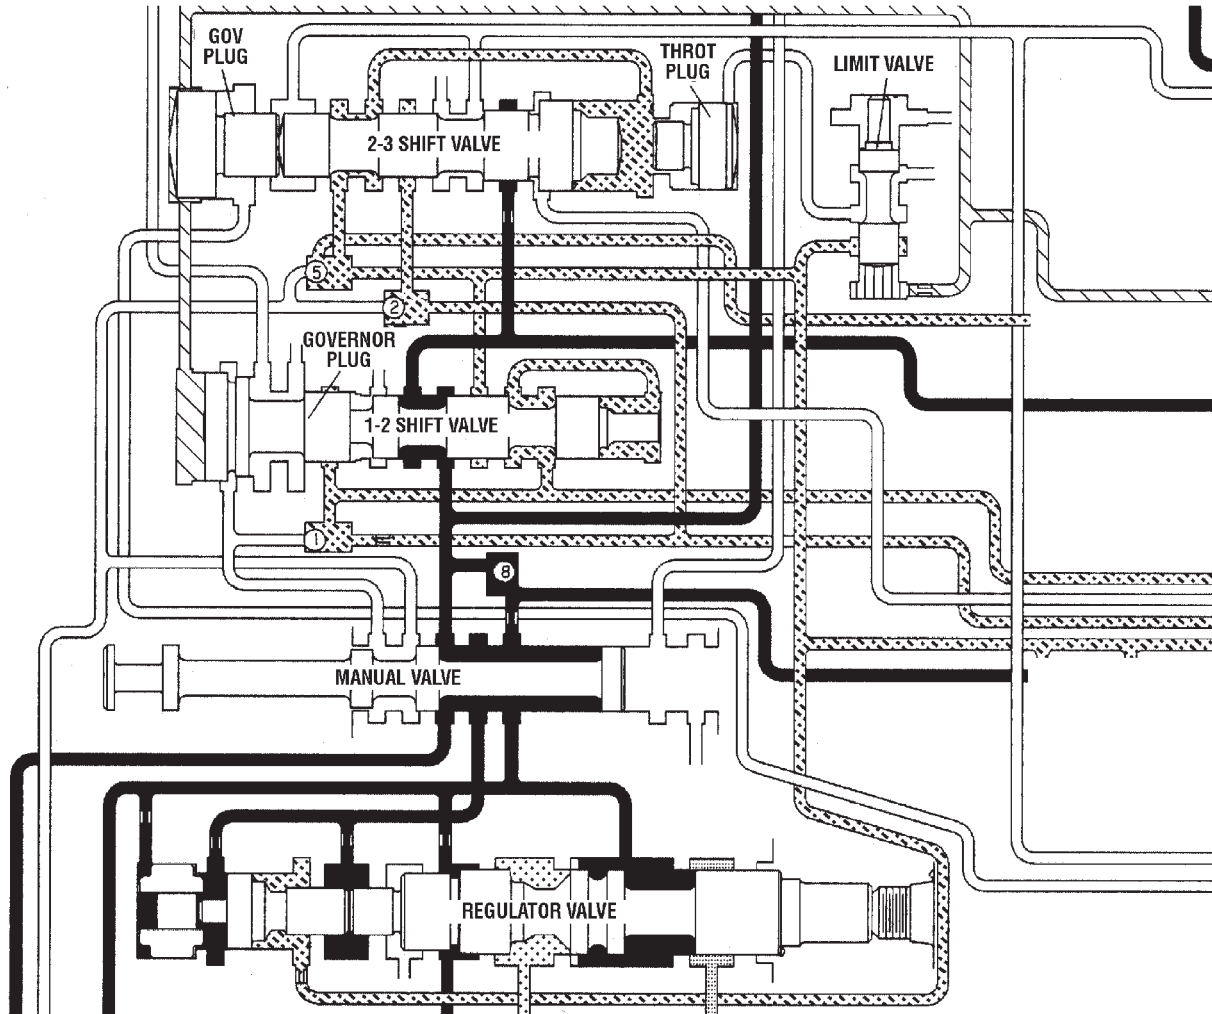 GOV
PLUG
THROT
PLUG
LIMIT VALVE
2-3 SHIFT VALVE
5
2
GOVERNOR
PLUG
1-2 SHIFT VALVE
1
8
MANUAL VALVE
REGULATOR VALVE